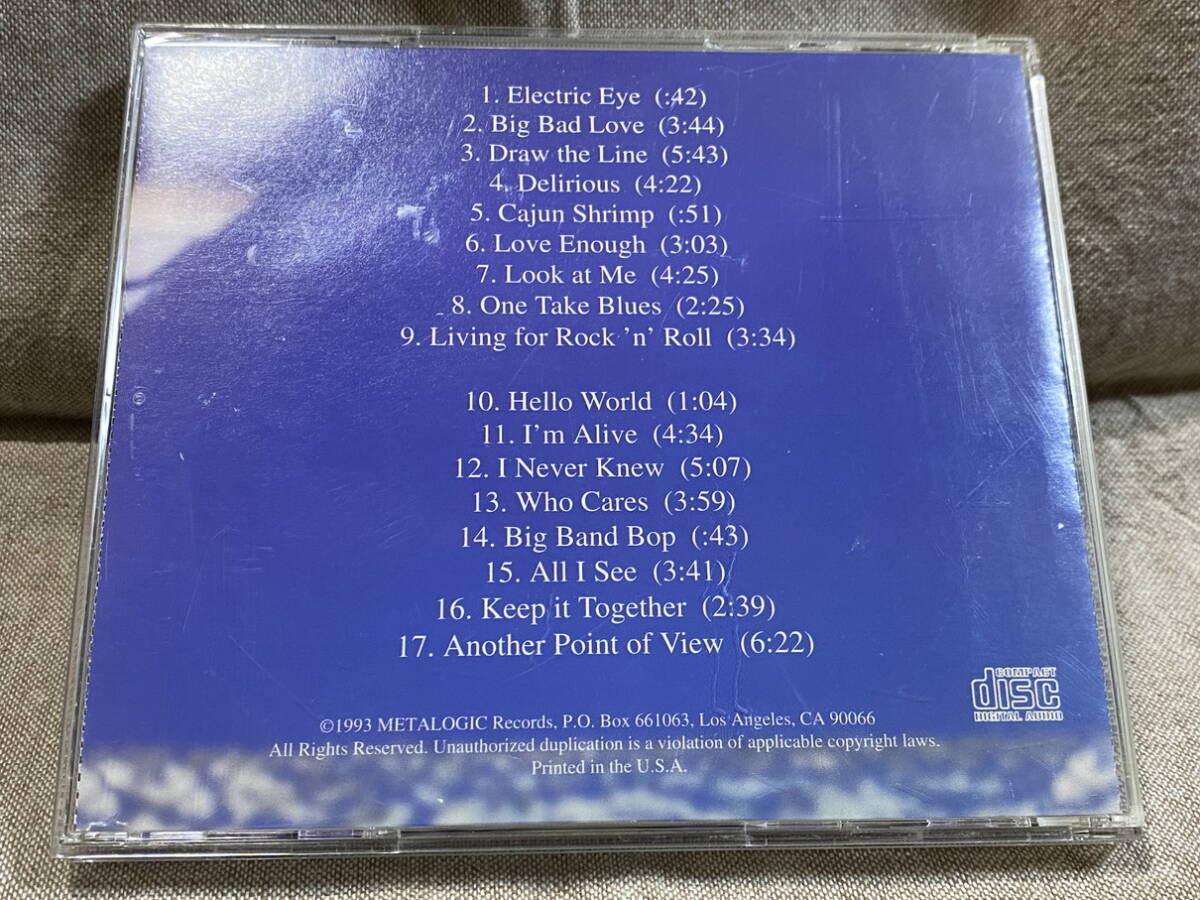 1. Electric Eye (:42)
2. Big Bad Love (3:44)
3. Draw the Line (5:43)
4. Delirious (4:22)
5. Cajun Shrimp (:51)
6. Love Enough (3:03)
7. Look at Me (4:25)
8. One Take Blues (2:25)
9. Living for Rock ’n’ Roll (3:34)
10. Hello World (1:04)
11. I’m Alive (4:34)
12. I Never Knew (5:07)
13. Who Cares (3:59)
14. Big Band Bop (:43)
15. All I See (3:41)
16. Keep it Together (2:39)
17. Another Point of View (6:22)
COMPACT
disc
DIGITAL AUDIO
©1993 METALOGIC Records, P.O. Box 661063, Los Angeles, CA 90066
All Rights Reserved. Unauthorized duplication is a violation of applicable copyright laws.
Printed in the U.S.A.